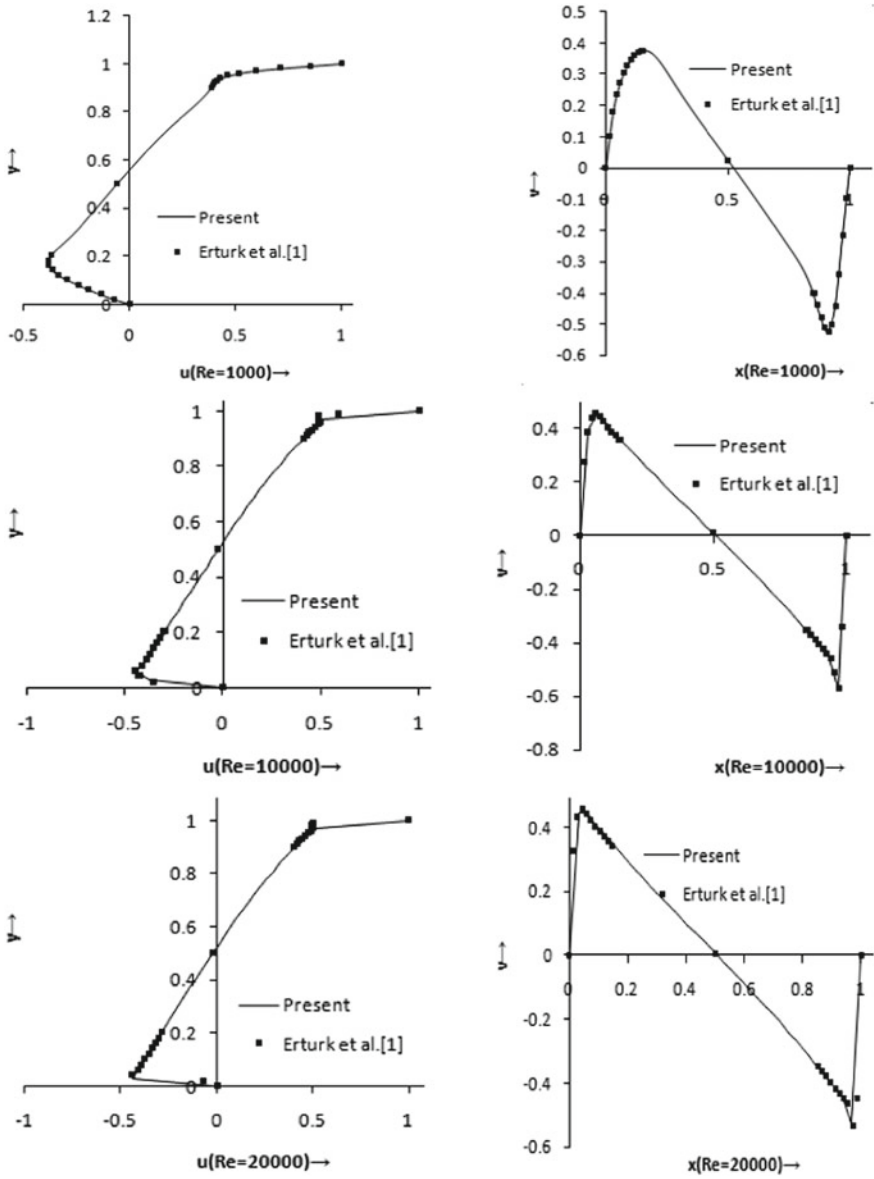 1.2
1
0.8
0.6
0.4
0.2
0
-0.5
0
0.5
1
y→
Present
Erturk et al.[1]
u(Re=1000)→
0.5
0.4
0.3
0.2
0.1
0
-0.1
-0.2
-0.3
-0.4
-0.5
-0.6
0
0.5
1
v→
Present
Erturk et al.[1]
x(Re=1000)→
1
0.8
0.6
0.4
0.2
0
-1
-0.5
0
0.5
1
y→
Present
Erturk et al.[1]
u(Re=10000)→
0.4
0.2
0
-0.2
-0.4
-0.6
-0.8
0
0.5
1
v→
Present
Erturk et al.[1]
x(Re=10000)→
1
0.8
0.6
0.4
0.2
0
-1
-0.5
0
0.5
1
y→
Present
Erturk et al.[1]
u(Re=20000)→
0.4
0.2
0
-0.2
-0.4
-0.6
0
0.2
0.4
0.6
0.8
1
v→
Present
Erturk et al.[1]
x(Re=20000)→